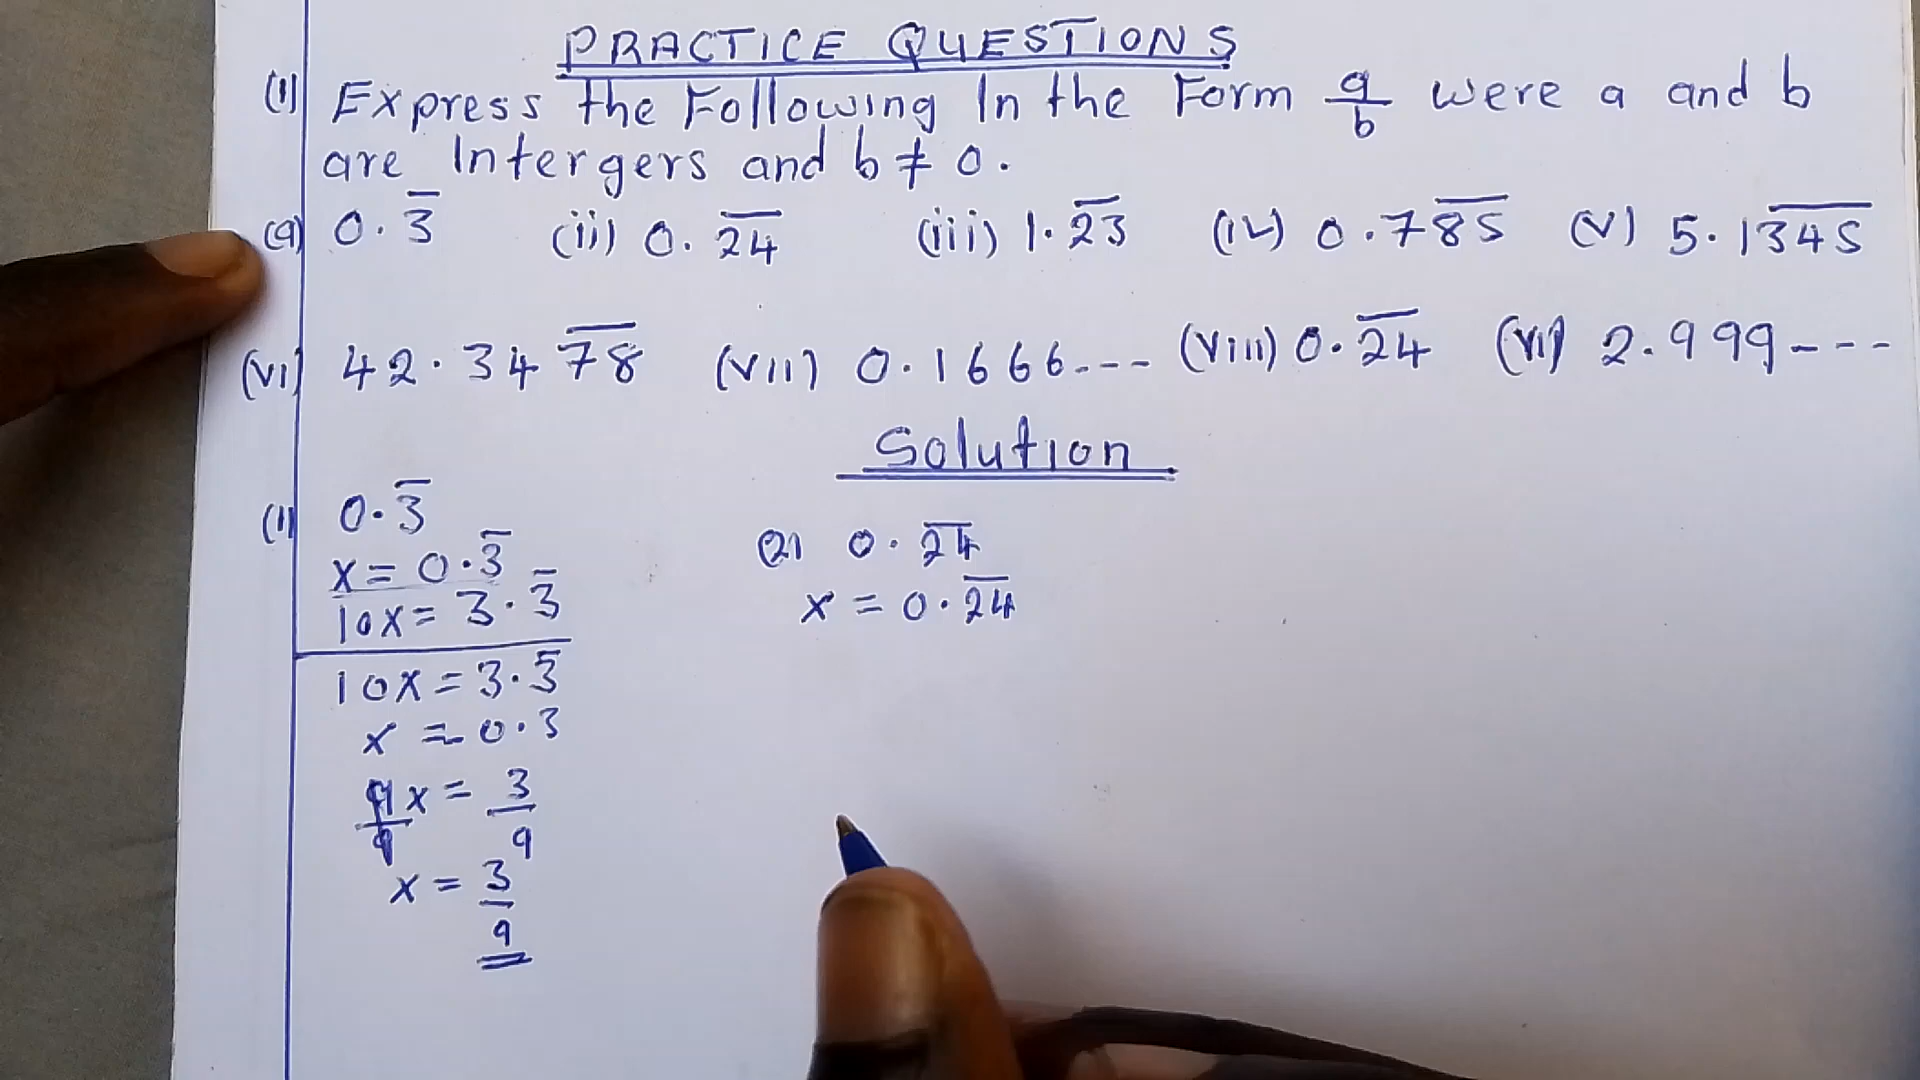 PRACTICE QUESTIONS
(1) Express the Following In the Form a/b were a and b
are Intergers and b ≠ 0.
(a) 0.3̅ (ii) 0.2̅4̅ (iii) 1.2̅3̅ (iv) 0.78̅5̅ (v) 5.13̅4̅5̅
(vi) 42.347̅8̅ (vii) 0.1666--- (viii) 0.2̅4̅ (vi) 2.999---
Solution
(1) 0.3̅
x = 0.3̅
10x = 3.3̅
10x = 3.3̅
x = 0.3
9x/9 = 3/9
x = 3/9
(2) 0.2̅4̅
x = 0.2̅4̅